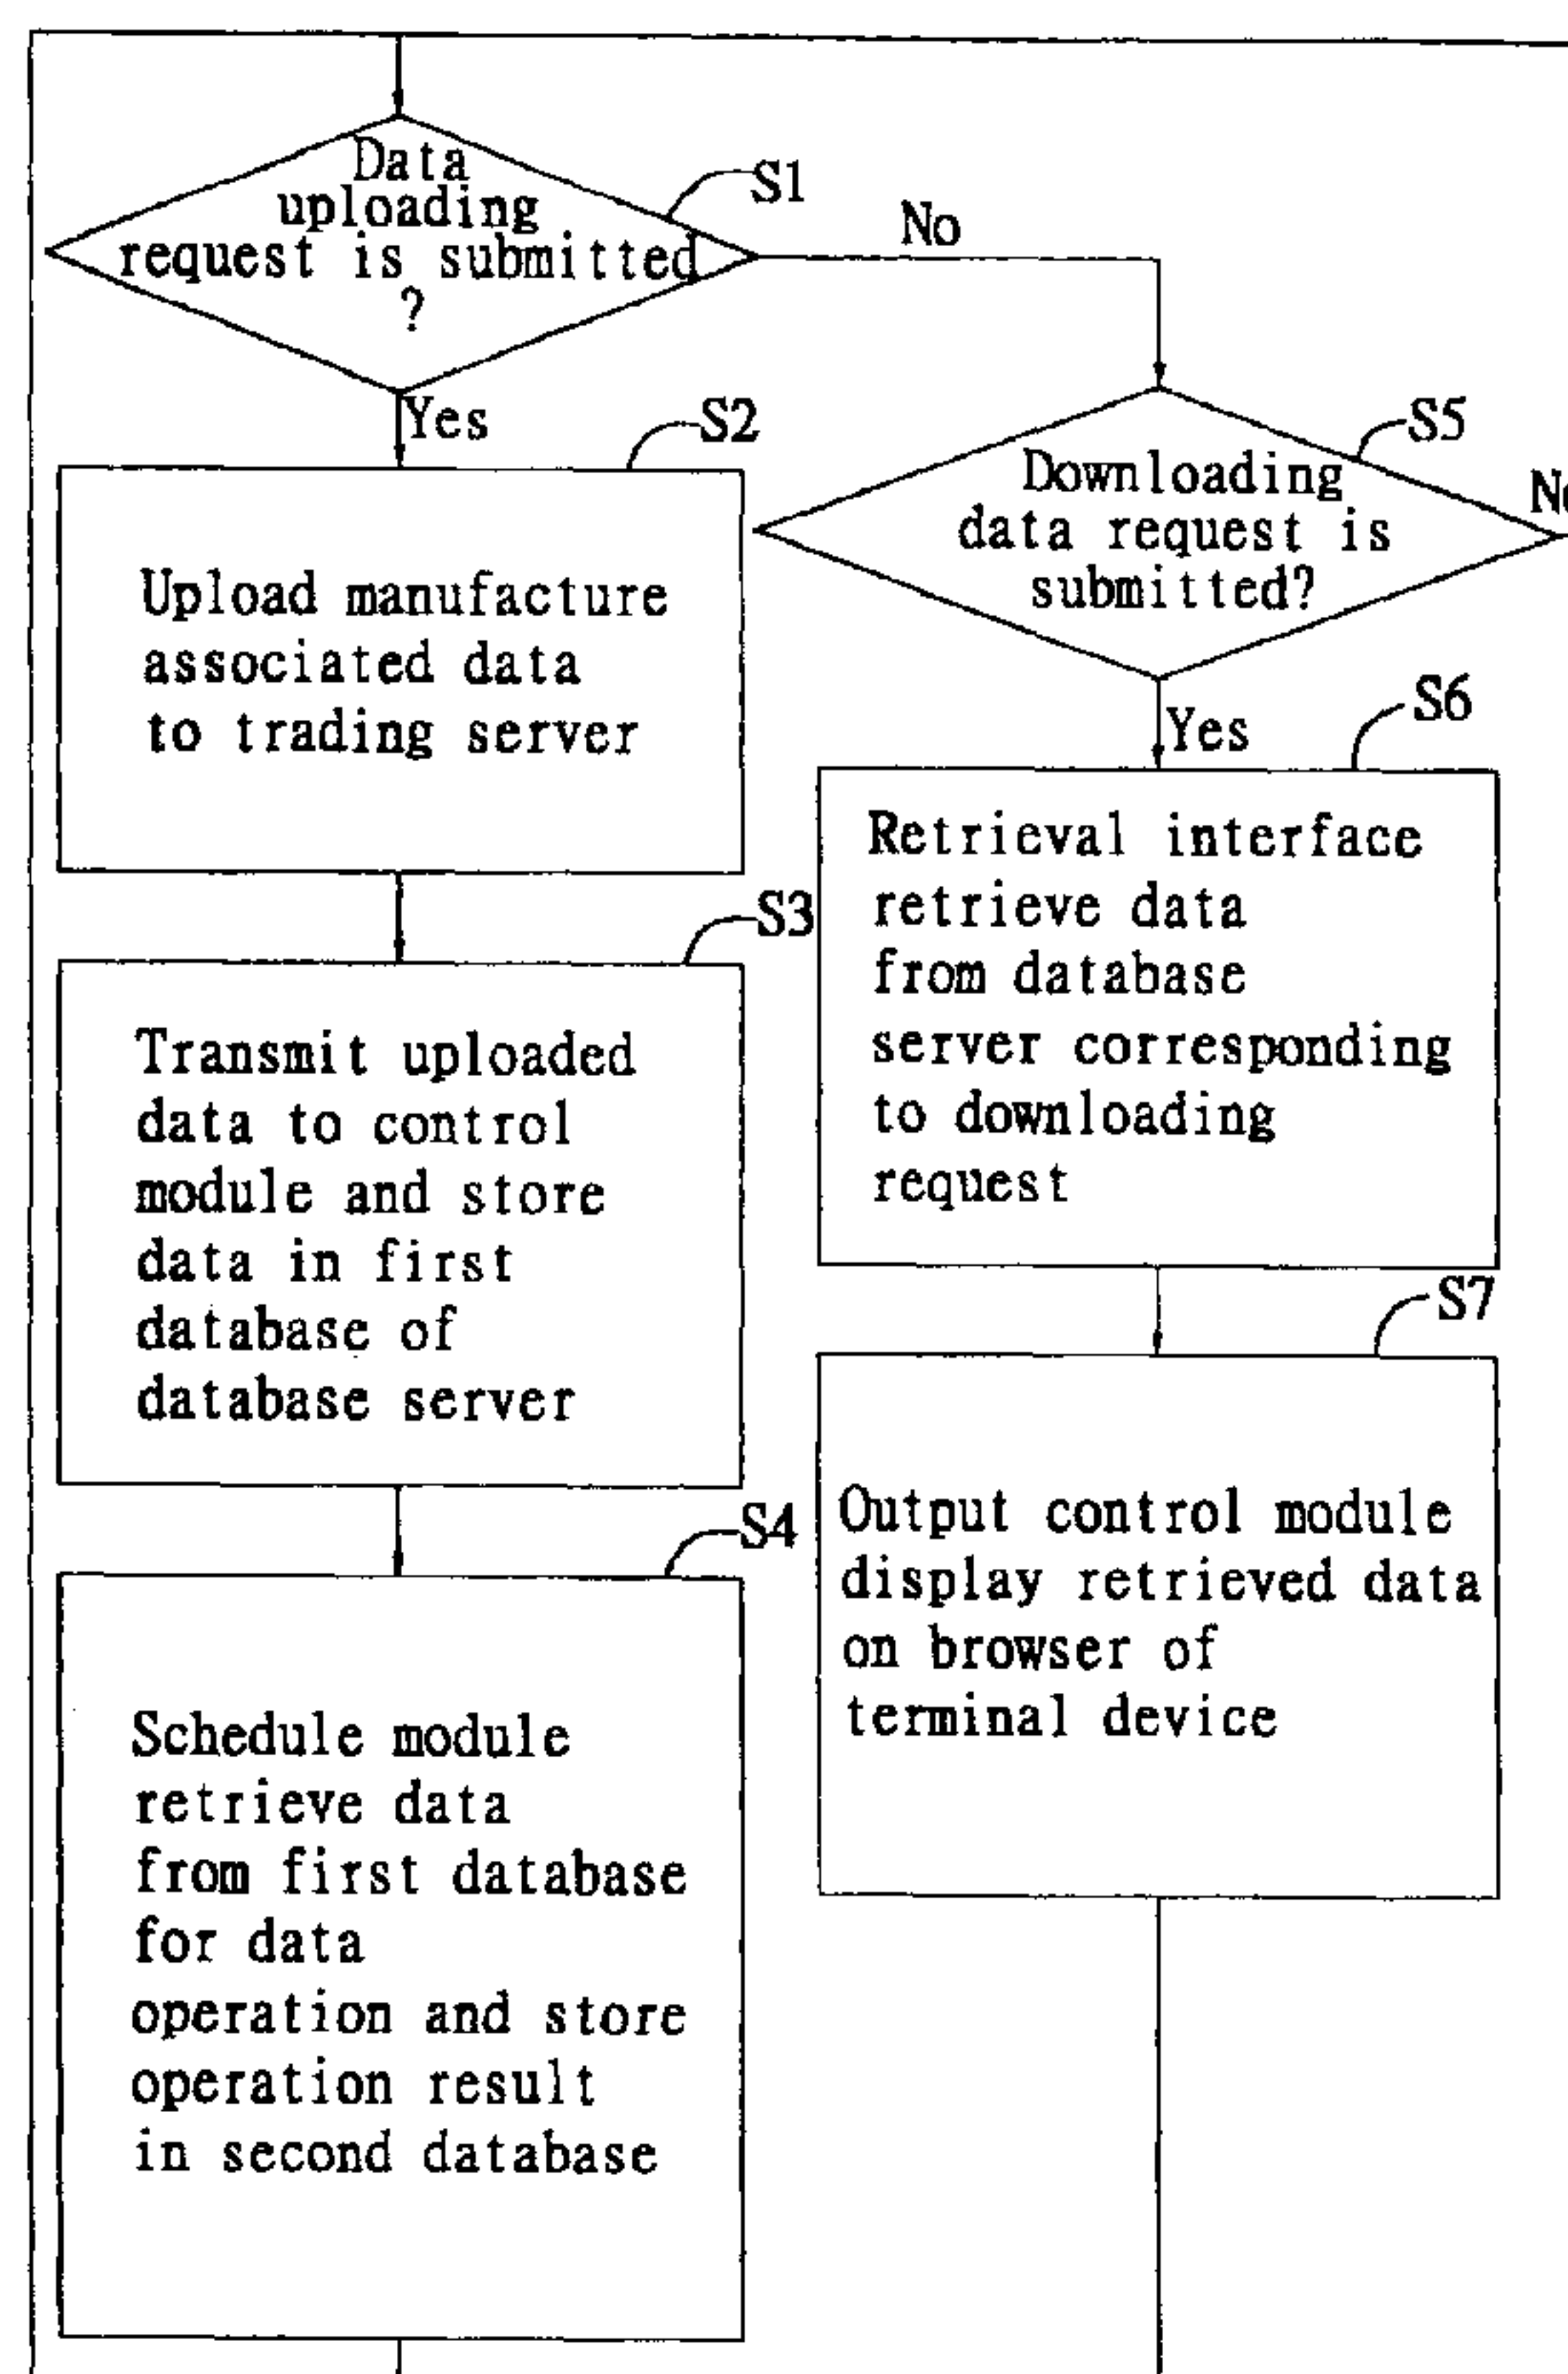 Data
uploading
request is submitted
?
S1
No
Yes
S2
Upload manufacture
associated data
to trading server
S3
Transmit uploaded
data to control
module and store
data in first
database of
database server
S4
Schedule module
retrieve data
from first database
for data
operation and store
operation result
in second database
S5
Downloading
data request is
submitted?
Yes
S6
Retrieval interface
retrieve data
from database
server corresponding
to downloading
request
S7
Output control module
display retrieved data
on browser of
terminal device